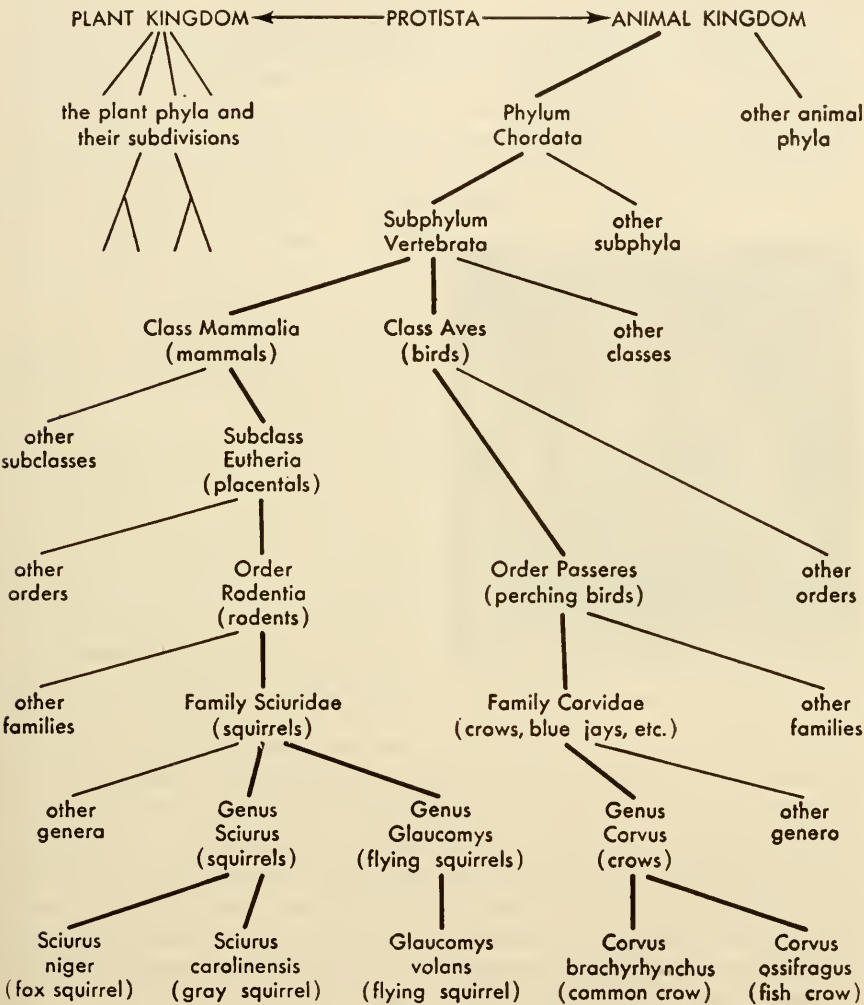 PLANT KINGDOM PROTISTA ANIMAL KINGDOM
the plant phyla and
their subdivisions
Phylum
Chordata
other animal
phyla
Subphylum
Vertebrata
other
subphyla
Class Mammalia
(mammals)
Class Aves
(birds)
other
classes
other
subclasses
Subclass
Eutheria
(placentals)
other
orders
Order
Rodentia
(rodents)
Order Passeres
(perching birds)
other
orders
other
families
Family Sciuridae
(squirrels)
Family Corvidae
(crows, blue jays, etc.)
other
families
other
genera
Genus
Sciurus
(squirrels)
Genus
Glaucomys
(flying squirrels)
Genus
Corvus
(crows)
other
genero
Sciurus
niger
(fox squirrel)
Sciurus
carolinensis
(gray squirrel)
Glaucomys
volans
(flying squirrel)
Corvus
brachyrhynchus
(common crow)
Corvus
ossifragus
(fish crow)